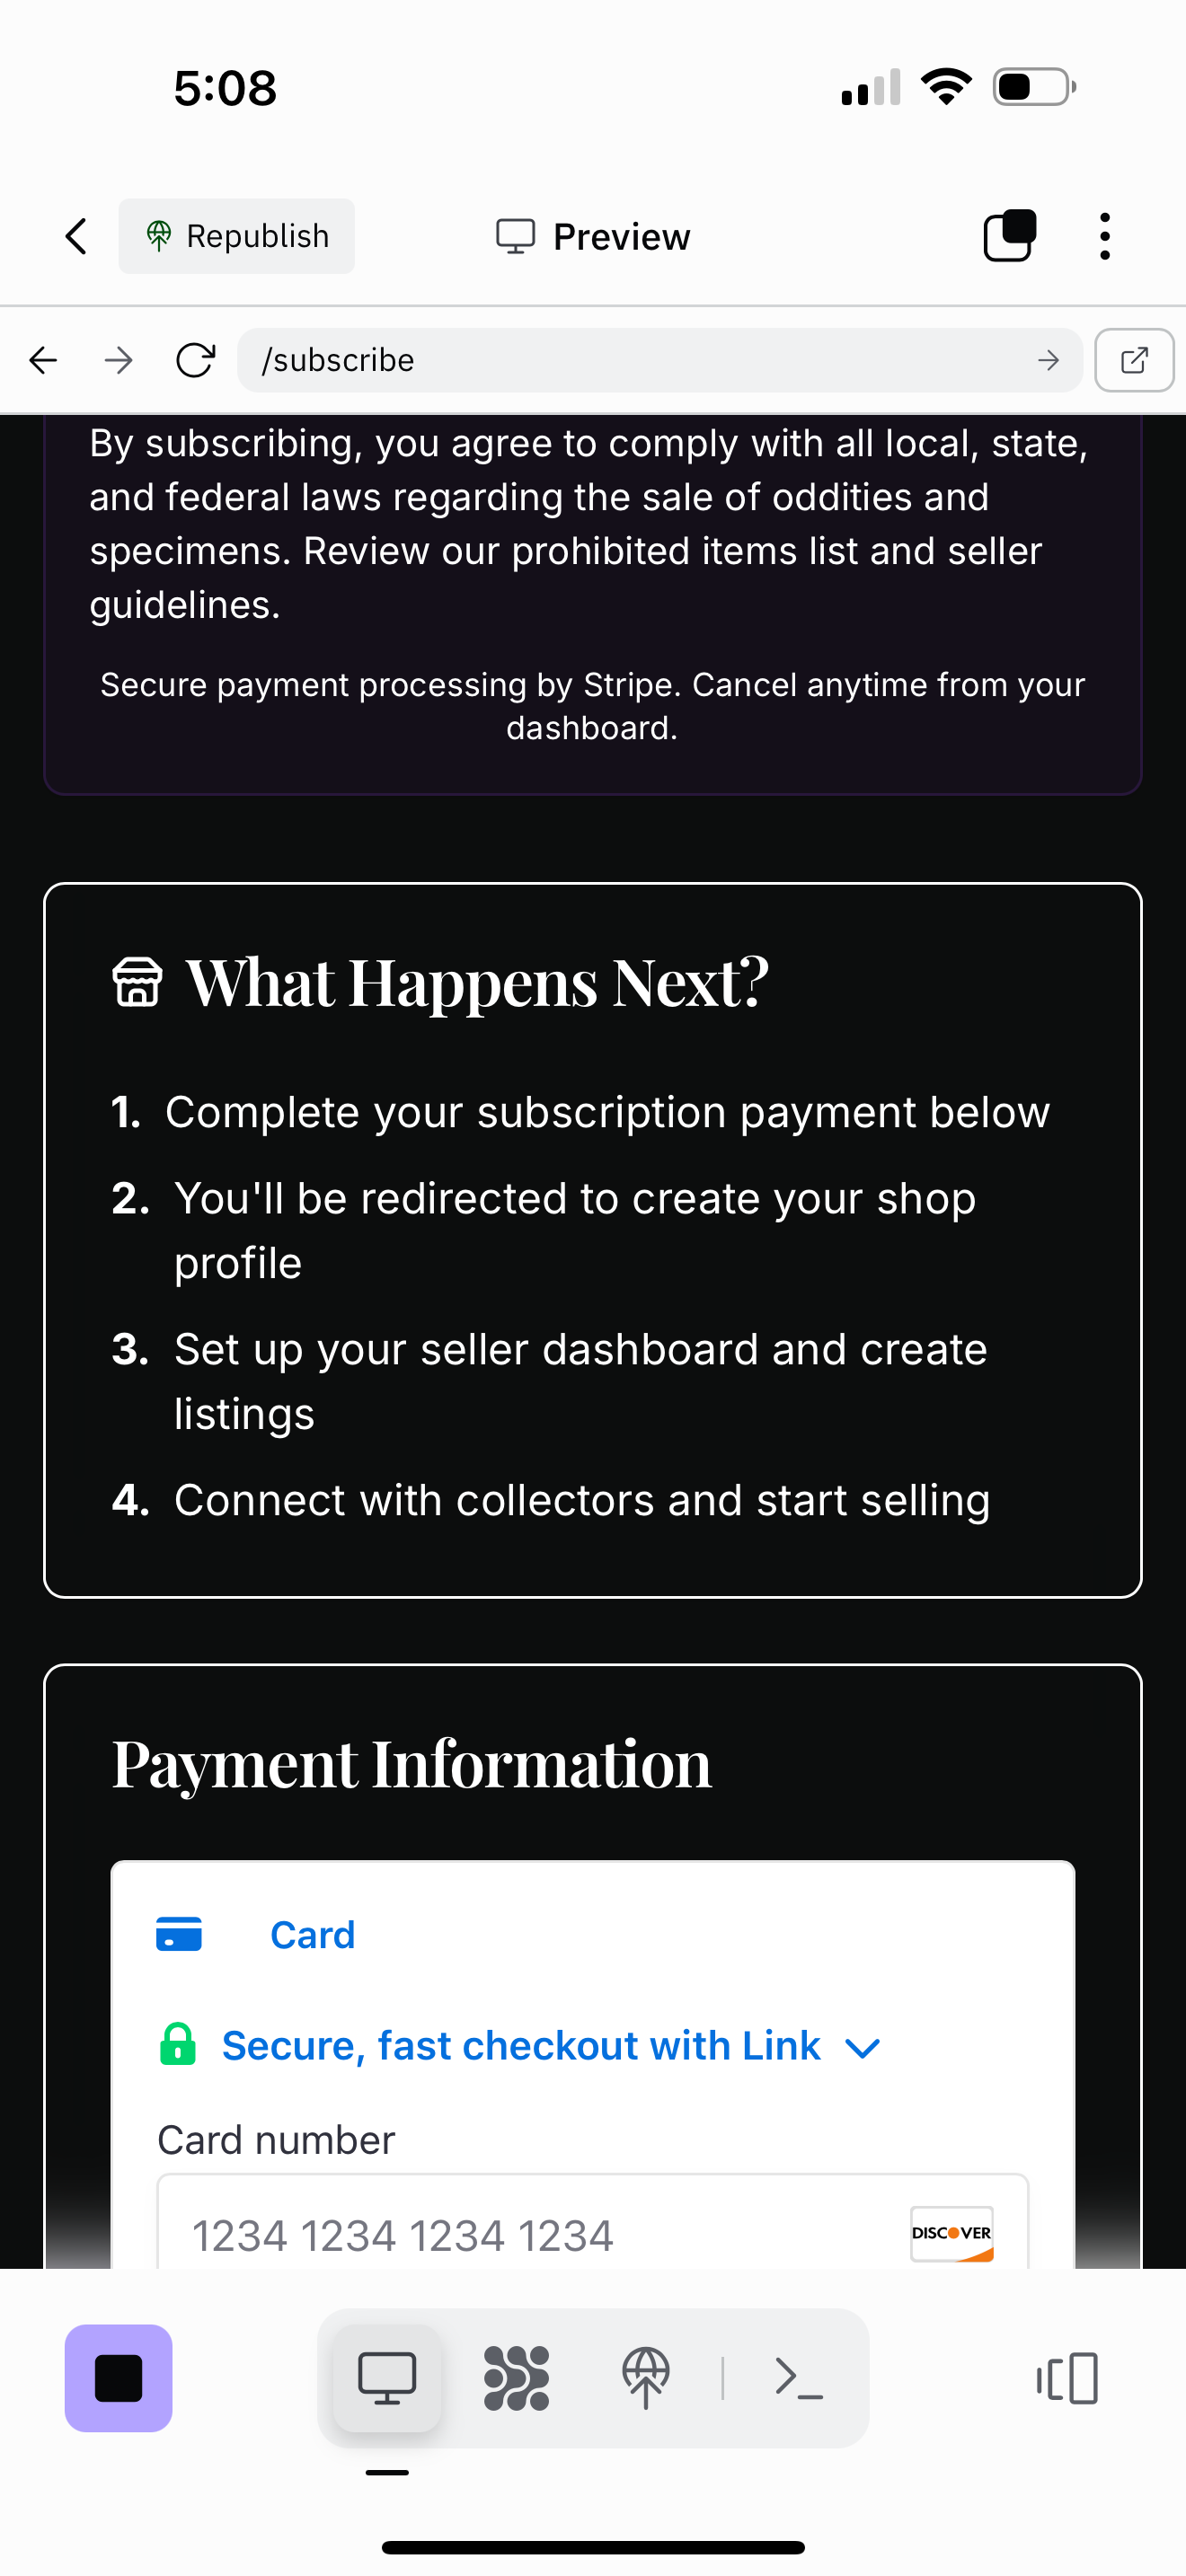 5:08
Republish
Preview
/subscribe
By subscribing, you agree to comply with all local, state,
and federal laws regarding the sale of oddities and
specimens. Review our prohibited items list and seller
guidelines.
Secure payment processing by Stripe. Cancel anytime from your
dashboard.
What Happens Next?
1. Complete your subscription payment below
2. You'll be redirected to create your shop
profile
3. Set up your seller dashboard and create
listings
4. Connect with collectors and start selling
Payment Information
Card
Secure, fast checkout with Link
Card number
1234 1234 1234 1234
DISCOVER